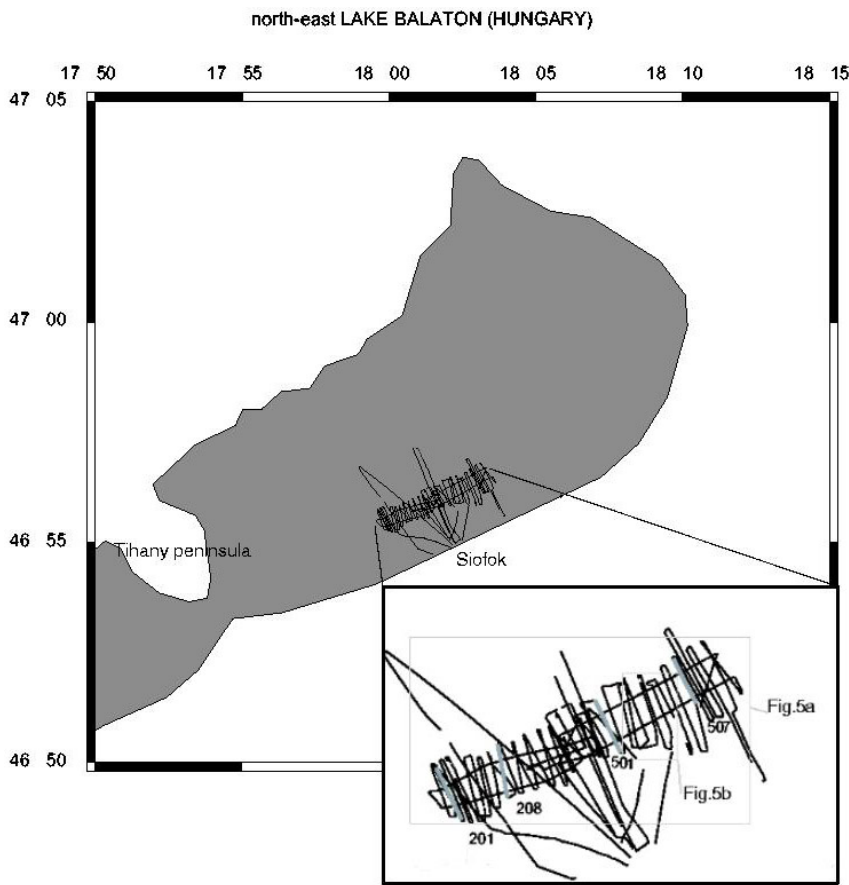 north-east LAKE BALATON (HUNGARY)
17 50 17 55 18 00 18 05 18 10 18 15
47 05
47 00
46 55
Tihany peninsula
Siofok
46 50
Fig.5a
507
501
Fig.5b
208
201